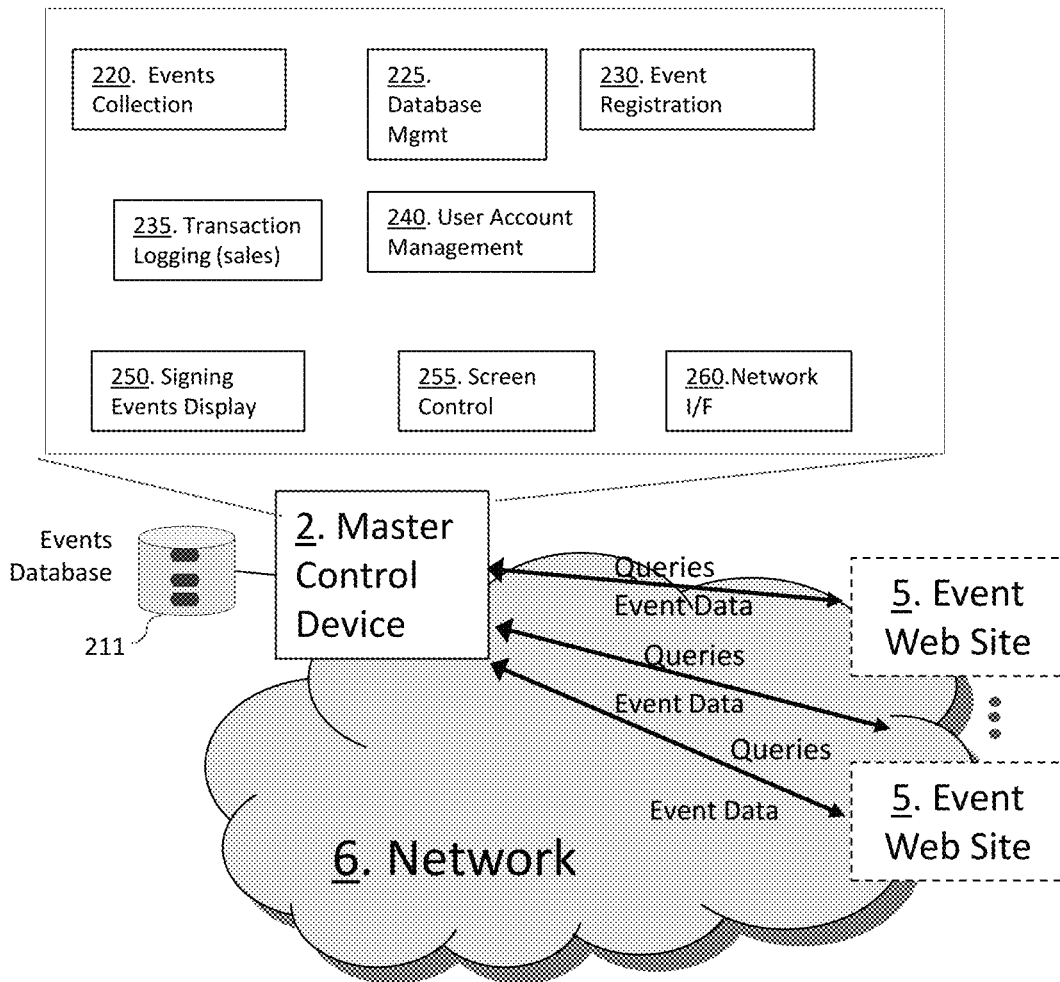 220. Events
Collection
225.
Database
Mgmt
230. Event
Registration
235. Transaction
Logging (sales)
240. User Account
Management
250. Signing
Events Display
255. Screen
Control
260.Network
I/F
Events
Database
211
2. Master
Control
Device
Queries
Event Data
Queries
Event Data
Queries
Event Data
5. Event
Web Site
5. Event
Web Site
6. Network